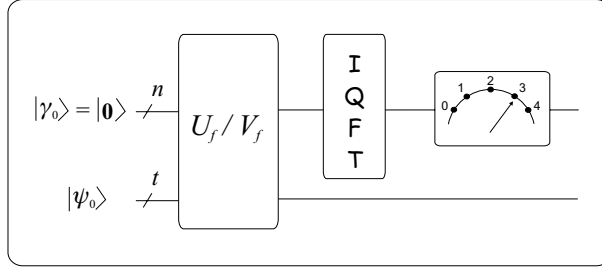 |γ₀⟩ = |0⟩
n
U_f / V_f
I
Q
F
T
0 1 2 3 4
|ψ₀⟩
t